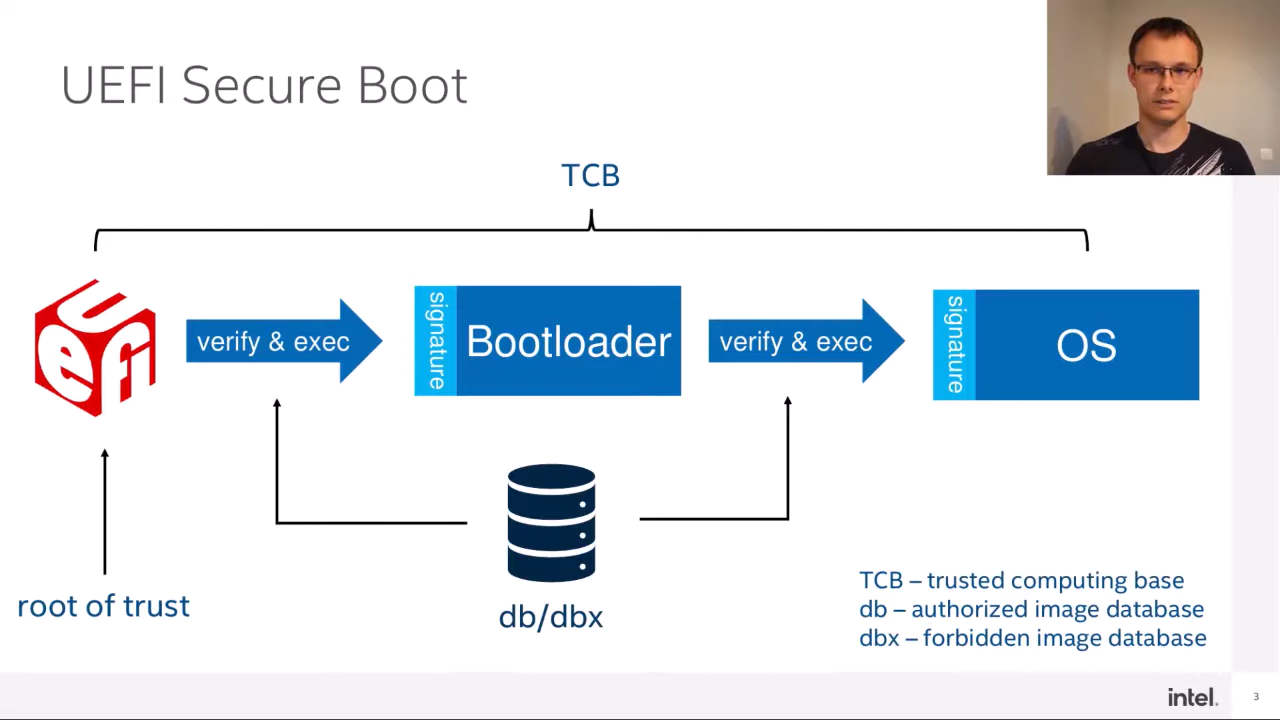 UEFI Secure Boot
TCB
UEFI
verify & exec
signature
Bootloader
verify & exec
signature
OS
root of trust
db/dbx
TCB – trusted computing base
db – authorized image database
dbx – forbidden image database
intel.
3